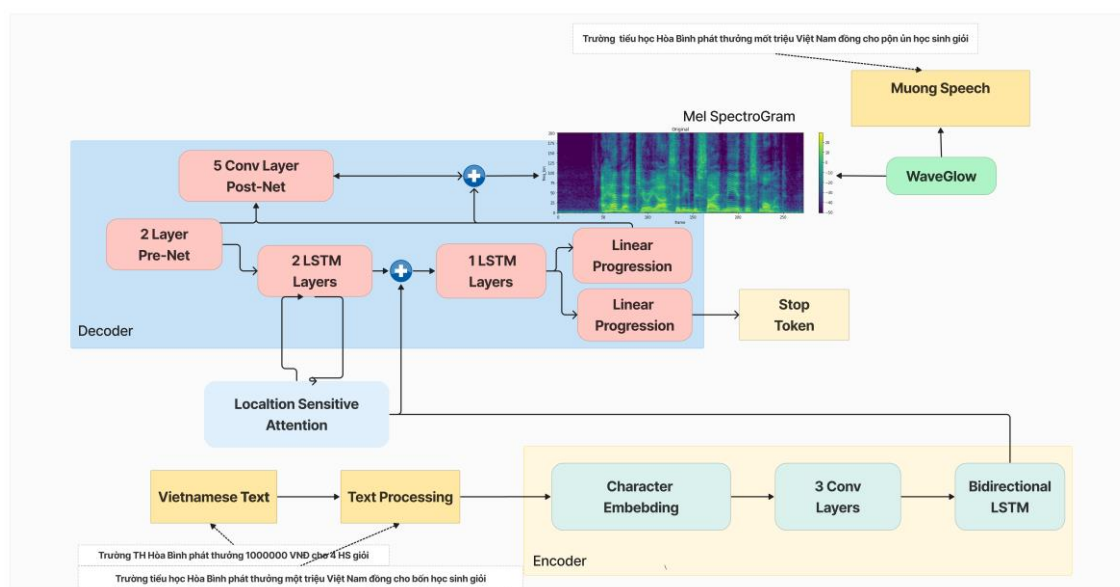 Trường tiểu học Hòa Bình phát thưởng mốt triệu Việt Nam đồng cho pộn ủn học sinh giỏi
Muong Speech
Mel SpectroGram
Original
WaveGlow
5 Conv Layer
Post-Net
2 Layer
Pre-Net
2 LSTM
Layers
1 LSTM
Layers
Linear
Progression
Linear
Progression
Stop
Token
Decoder
Localtion Sensitive
Attention
Vietnamese Text
Text Processing
Character
Embebding
3 Conv
Layers
Bidirectional
LSTM
Trường TH Hòa Bình phát thưởng 1000000 VNĐ cho 4 HS giỏi
Trường tiểu học Hòa Bình phát thưởng một triệu Việt Nam đồng cho bốn học sinh giỏi
Encoder